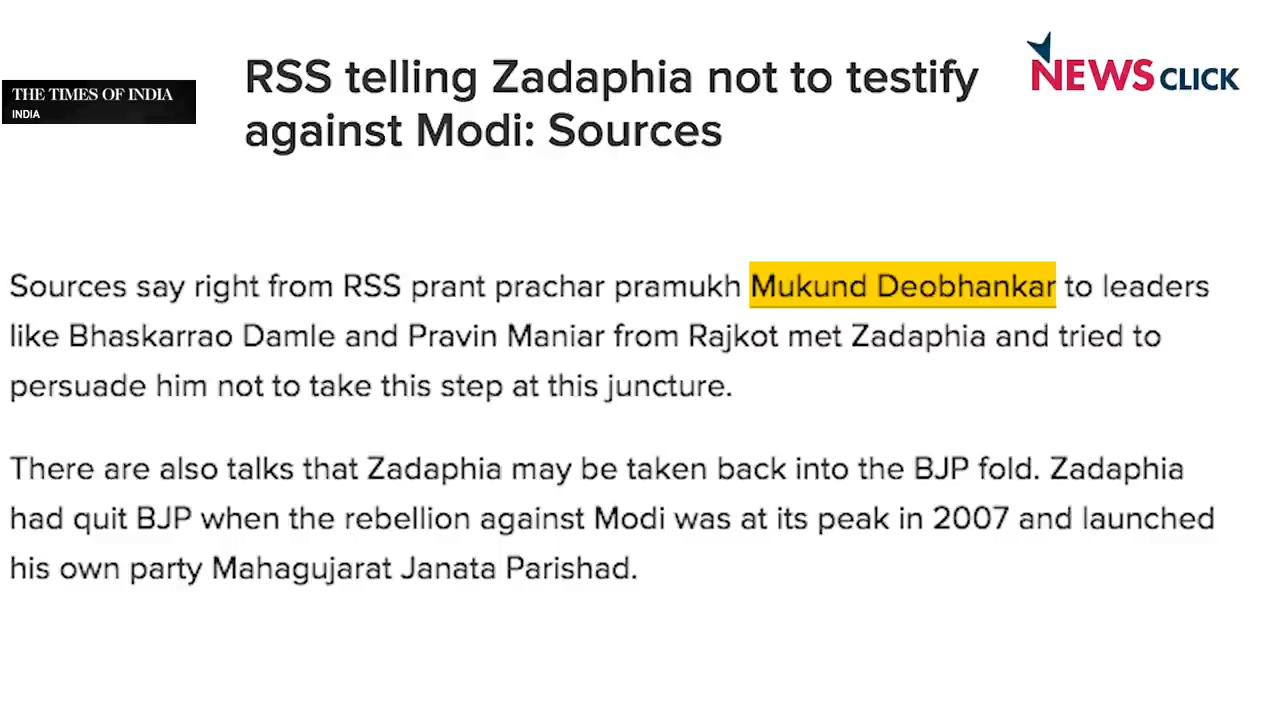 RSS telling Zadaphia not to testify
against Modi: Sources
THE TIMES OF INDIA
INDIA
NEWSCLICK
Sources say right from RSS prant prachar pramukh Mukund Deobhankar to leaders
like Bhaskarrao Damle and Pravin Maniar from Rajkot met Zadaphia and tried to
persuade him not to take this step at this juncture.
There are also talks that Zadaphia may be taken back into the BJP fold. Zadaphia
had quit BJP when the rebellion against Modi was at its peak in 2007 and launched
his own party Mahagujarat Janata Parishad.